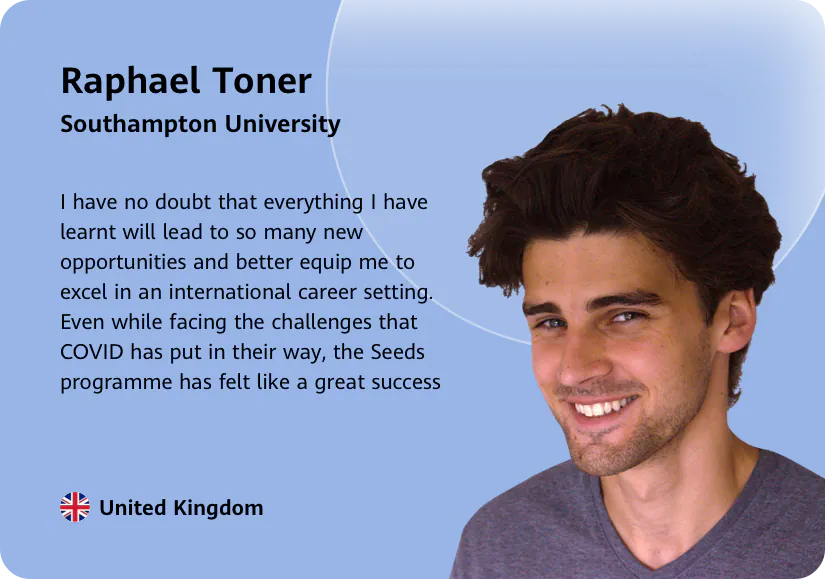 Raphael Toner
Southampton University
I have no doubt that everything I have
learnt will lead to so many new
opportunities and better equip me to
excel in an international career setting.
Even while facing the challenges that
COVID has put in their way, the Seeds
programme has felt like a great success
United Kingdom